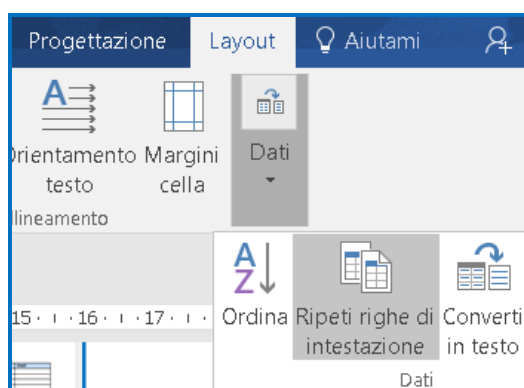 Progettazione Layout Aiutami
Orientamento testo
Margini cella
Dati
llineamento
15 · ı · 16 · ı · 17 · ı ·
Ordina
Ripeti righe di intestazione
Converti in testo
Dati